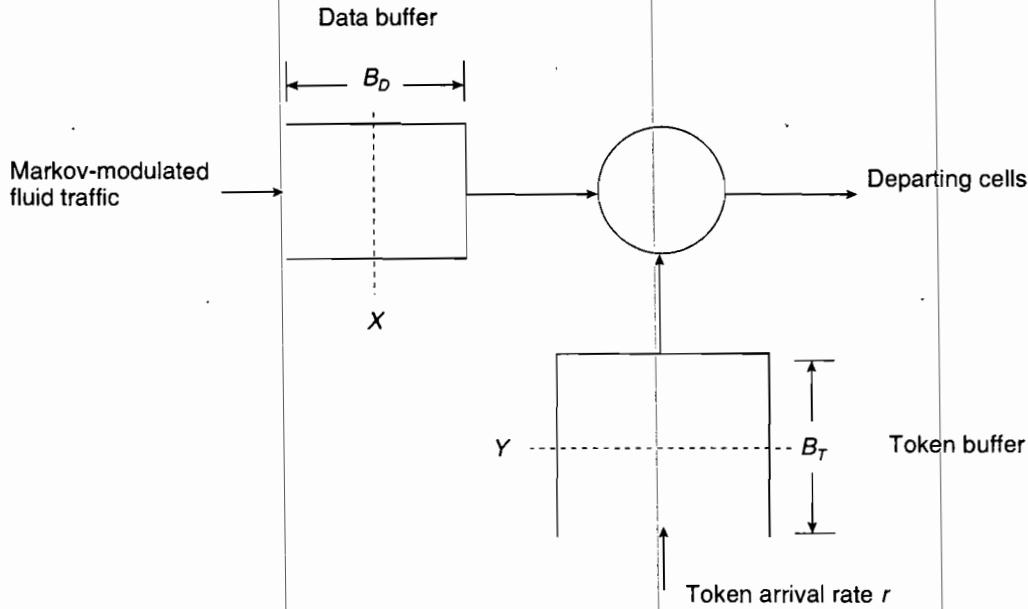 Data buffer
B_D
Markov-modulated
fluid traffic
Departing cells
X
Y
B_T
Token buffer
Token arrival rate r